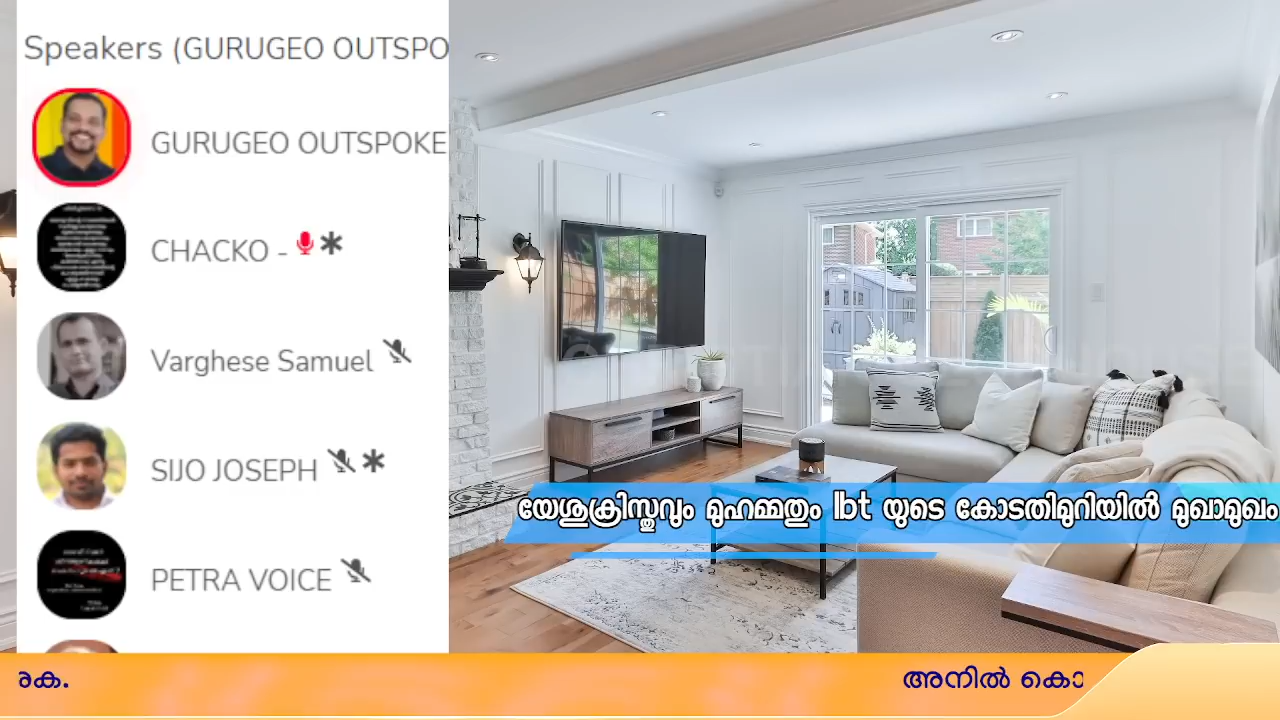 Speakers (GURUGEO OUTSPO
GURUGEO OUTSPOKE
CHACKO -
Varghese Samuel
SIJO JOSEPH
PETRA VOICE
യേശുക്രിസ്തുവും മുഹമ്മതും lbt യുടെ കോടതിമുറിയിൽ മുഖാമുഖം
രക.
അനിൽ കൊ